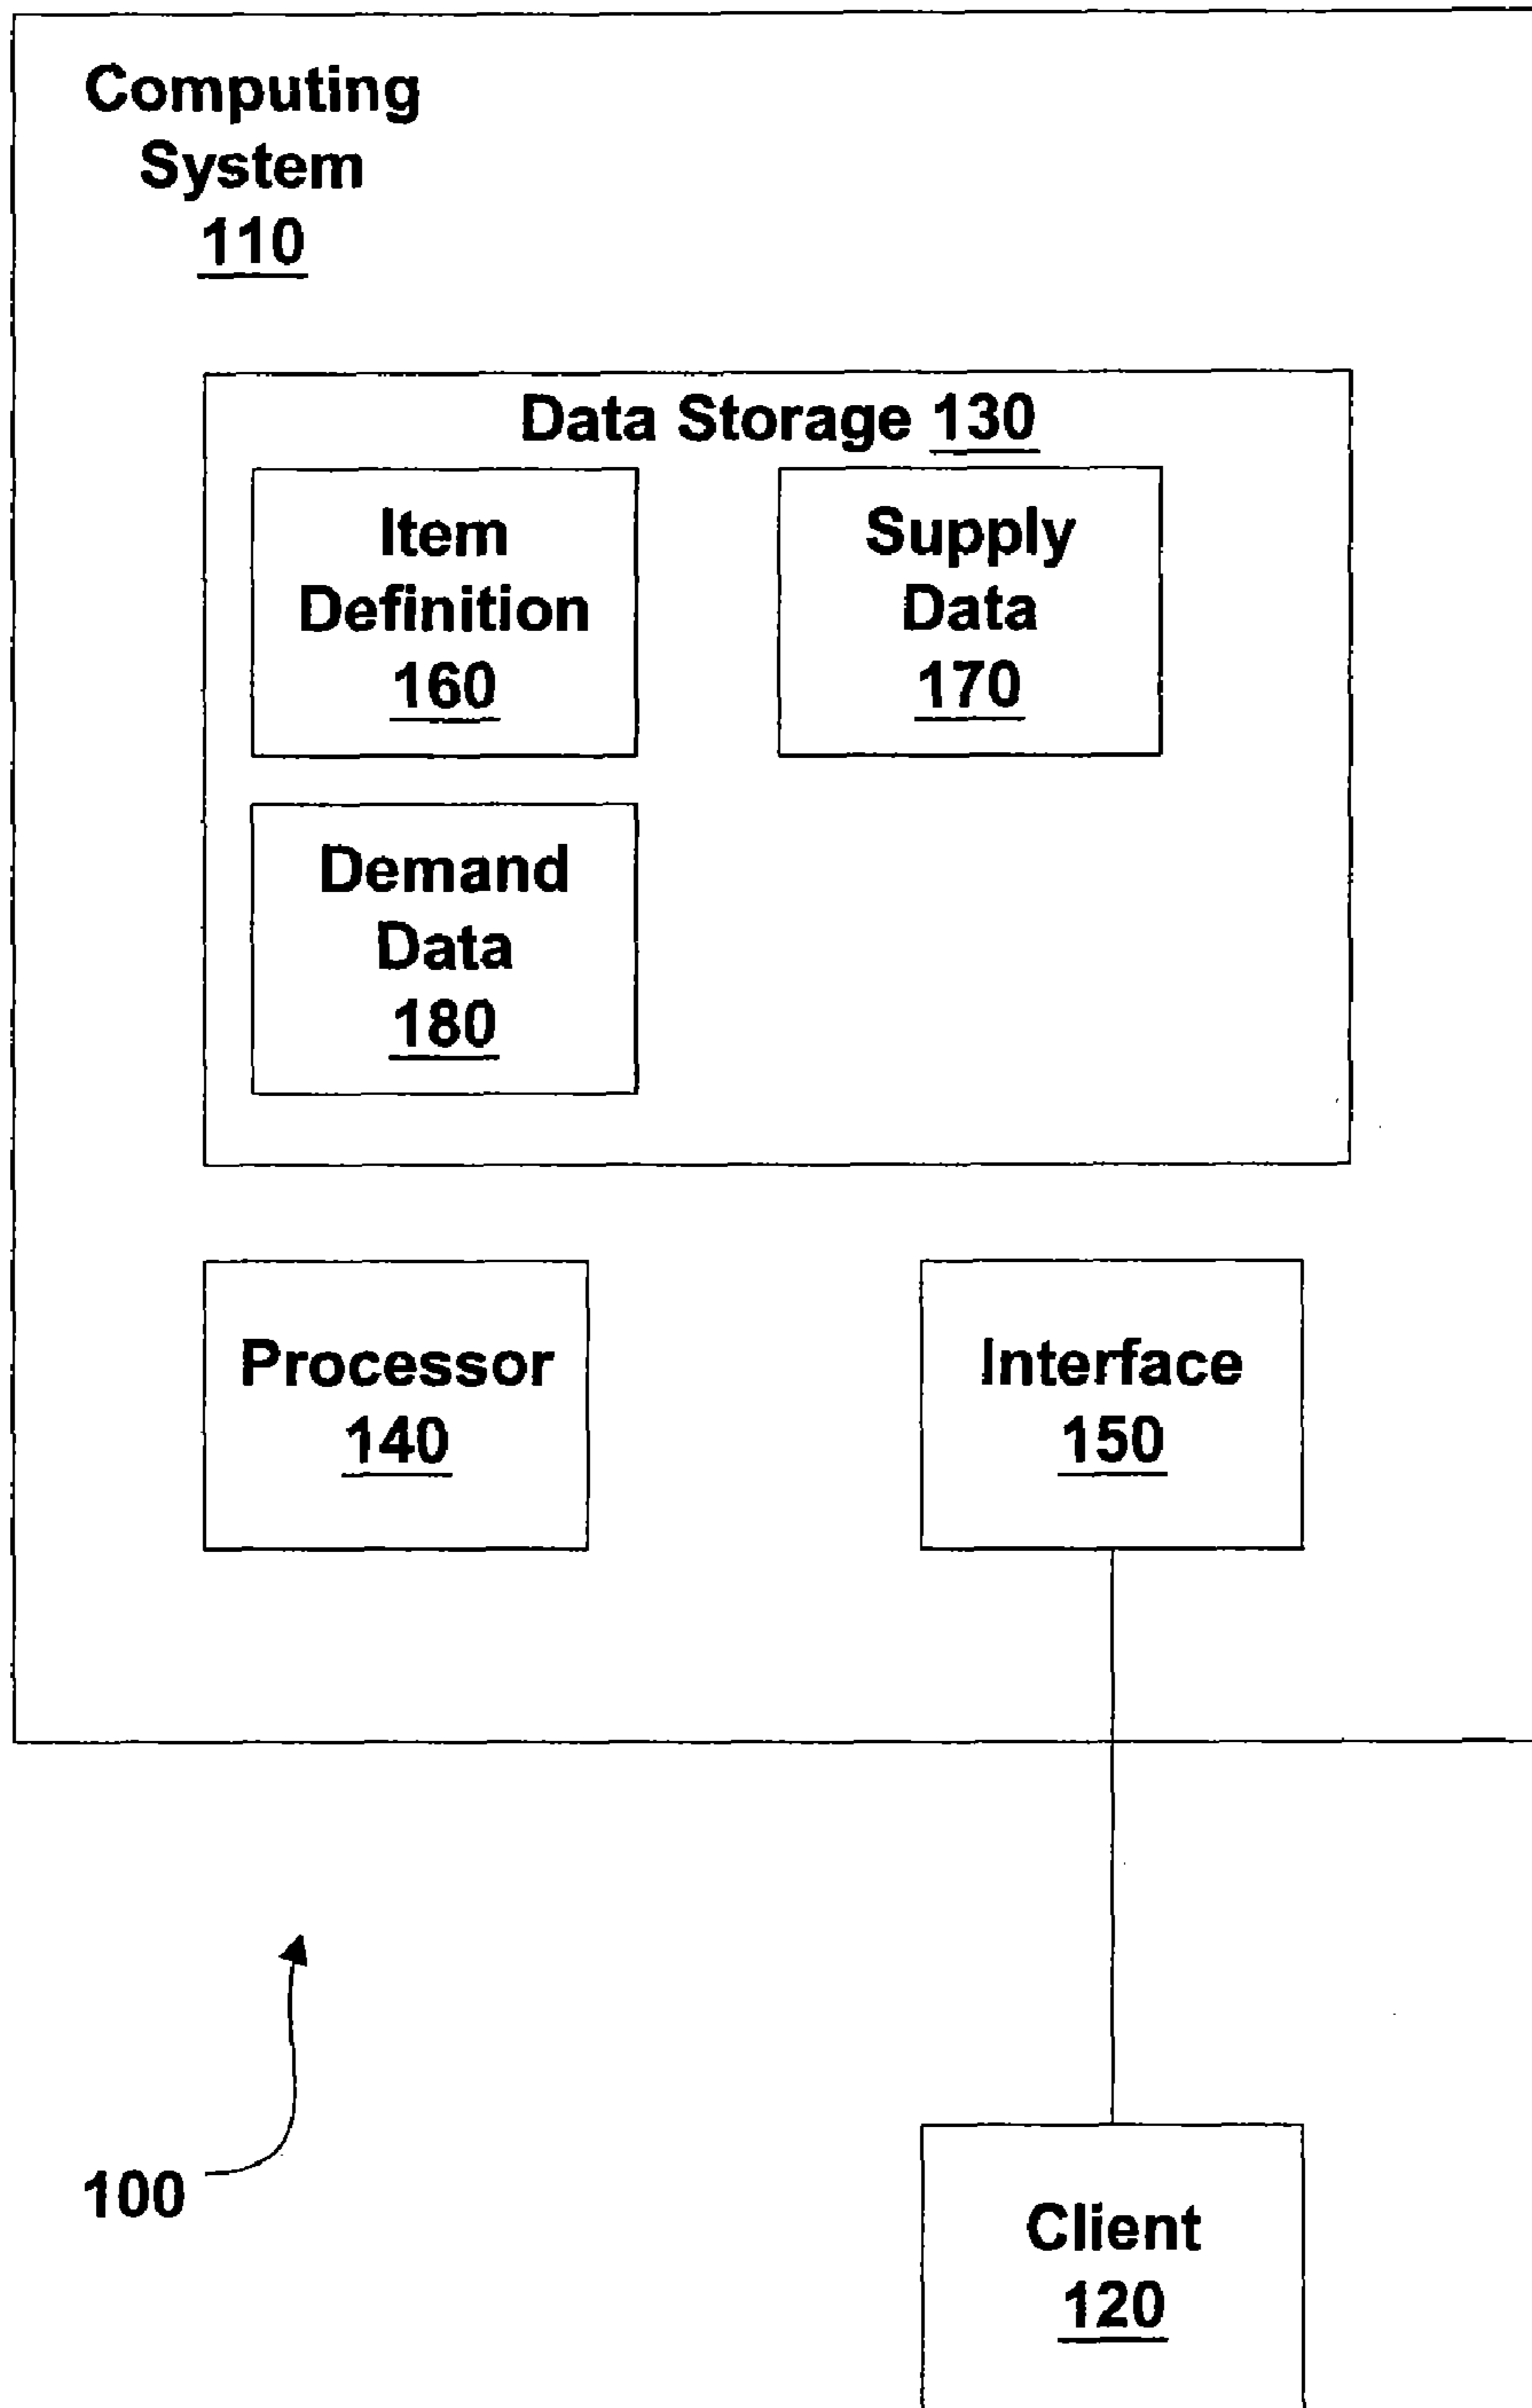 Computing
System
110
Data Storage 130
Item
Definition
160
Supply
Data
170
Demand
Data
180
Processor
140
Interface
150
100
Client
120